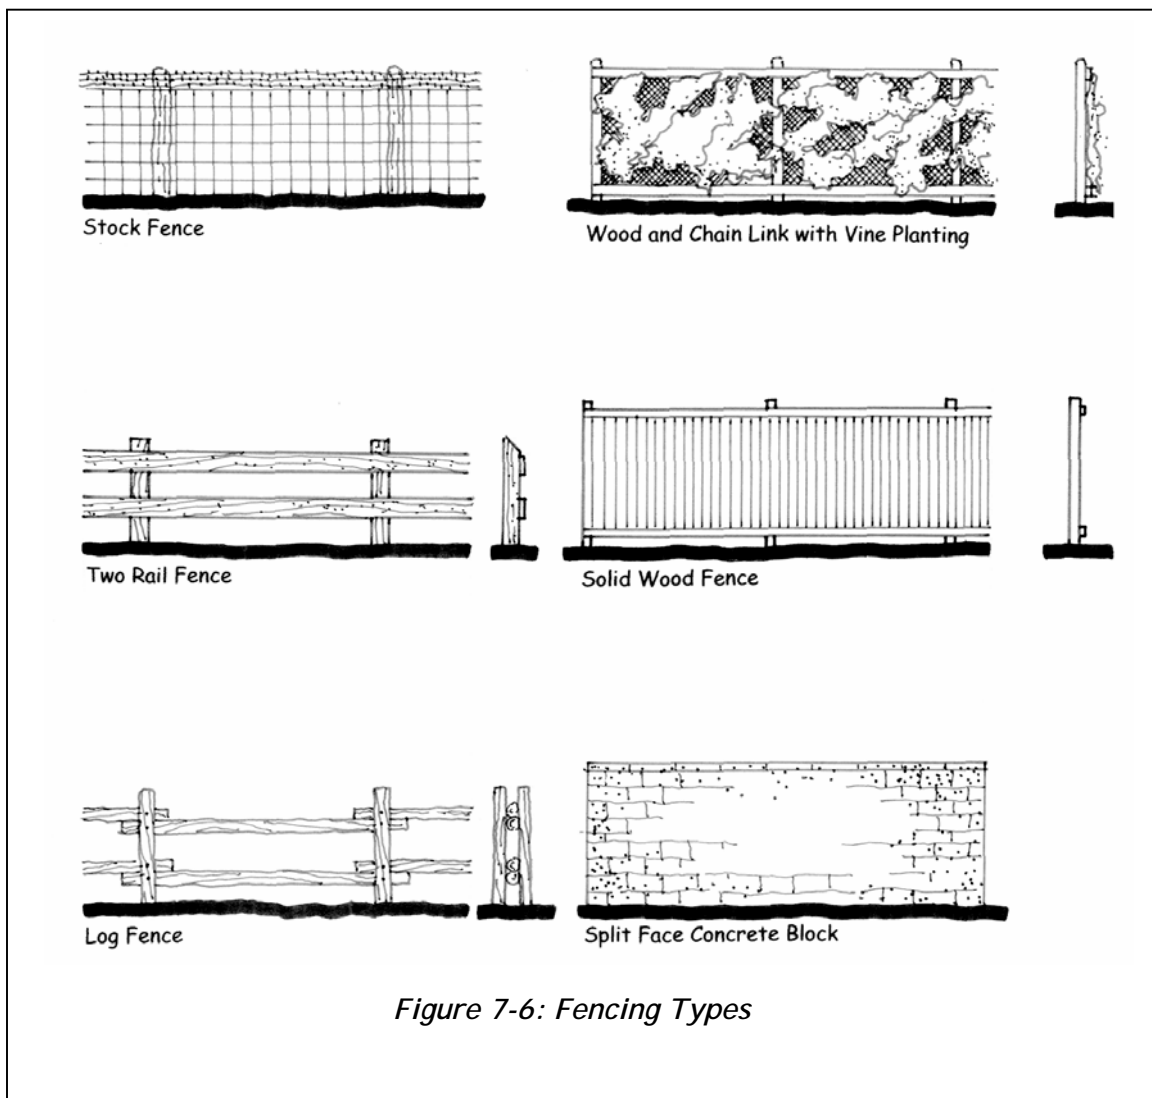 Stock Fence
Wood and Chain Link with Vine Planting
Two Rail Fence
Solid Wood Fence
Log Fence
Split Face Concrete Block
Figure 7-6: Fencing Types